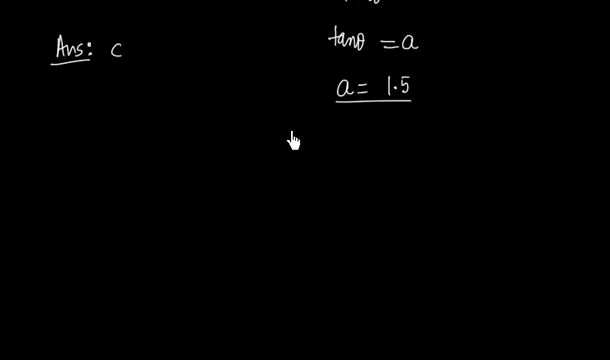 tanθ = a
Ans: c
a = 1.5